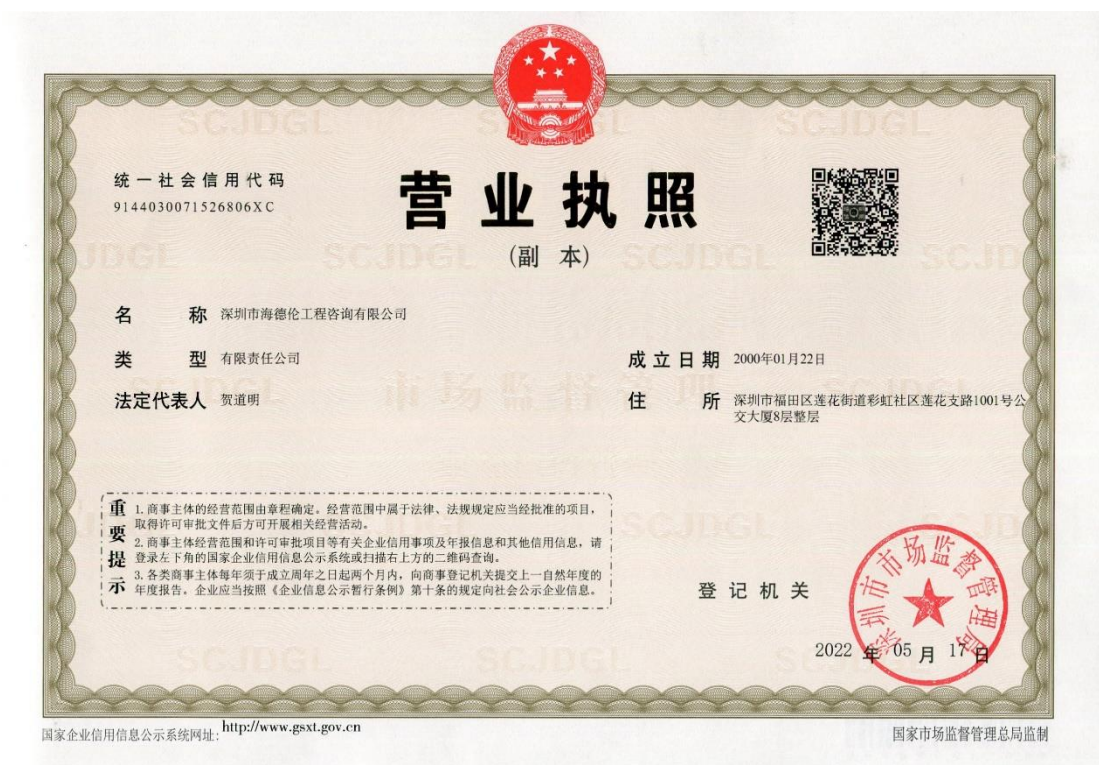 统一社会信用代码
9144030071526806XC
营业执照
(副 本)
名 称 深圳市海德伦工程咨询有限公司
类 型 有限责任公司
成立日期 2000年01月22日
法定代表人 贺道明
住 所 深圳市福田区莲花街道彩虹社区莲花支路1001号公
交大厦8层整层
重要提示
1.商事主体的经营范围由章程确定。经营范围中属于法律、法规规定应当经批准的项目,
取得许可审批文件后方可开展相关经营活动。
2.商事主体经营范围和许可审批项目等有关企业信用事项及年报信息和其他信用信息,请
登录左下角的国家企业信用信息公示系统或扫描右上方的二维码查询。
3.各类商事主体每年须于成立周年之日起两个月内,向商事登记机关提交上一自然年度的
年度报告。企业应当按照《企业信息公示暂行条例》第十条的规定向社会公示企业信息。
登记机关
深圳市市场监督管理局
2022 年 05 月 17 日
国家企业信用信息公示系统网址:http://www.gsxt.gov.cn
国家市场监督管理总局监制
SCJDGL
市场监督管理